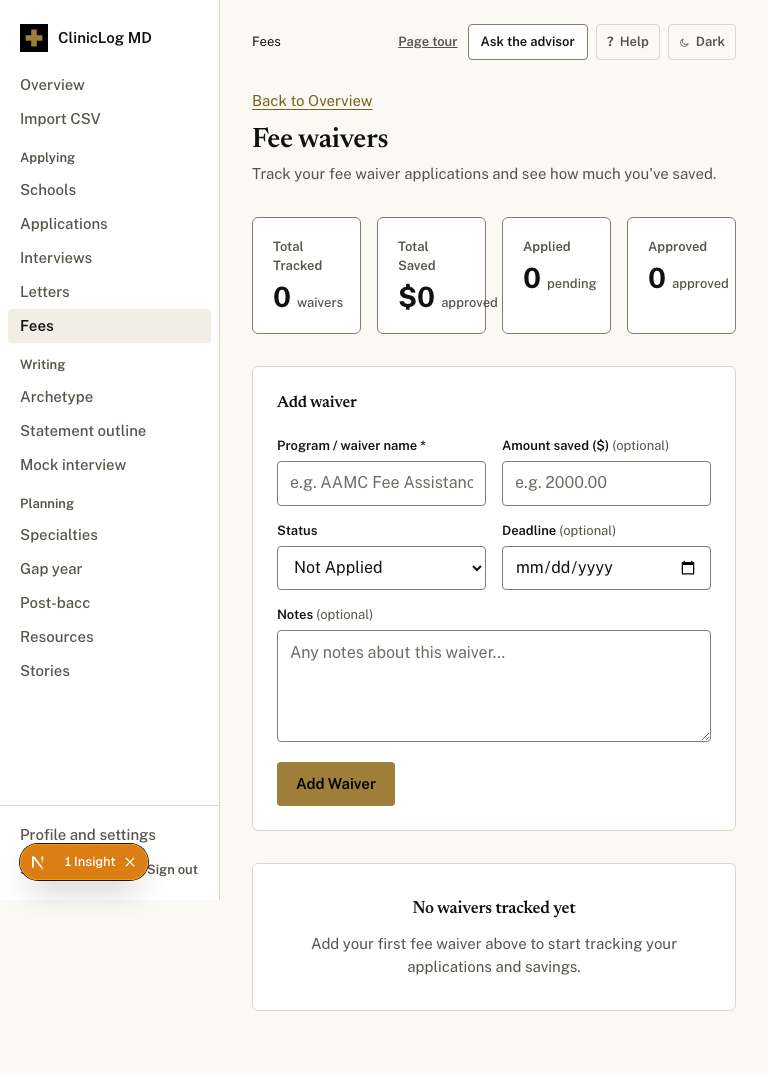 ClinicLog MD
Overview
Import CSV
Applying
Schools
Applications
Interviews
Letters
Fees
Writing
Archetype
Statement outline
Mock interview
Planning
Specialties
Gap year
Post-bacc
Resources
Stories
Profile and settings
1 Insight
Sign out
Fees
Page tour
Ask the advisor
? Help
Dark
Back to Overview
Fee waivers
Track your fee waiver applications and see how much you've saved.
Total
Tracked
0 waivers
Total
Saved
$0 approved
Applied
0 pending
Approved
0 approved
Add waiver
Program / waiver name *
e.g. AAMC Fee Assistanc
Amount saved ($) (optional)
e.g. 2000.00
Status
Not Applied
Deadline (optional)
mm/dd/yyyy
Notes (optional)
Any notes about this waiver...
Add Waiver
No waivers tracked yet
Add your first fee waiver above to start tracking your
applications and savings.